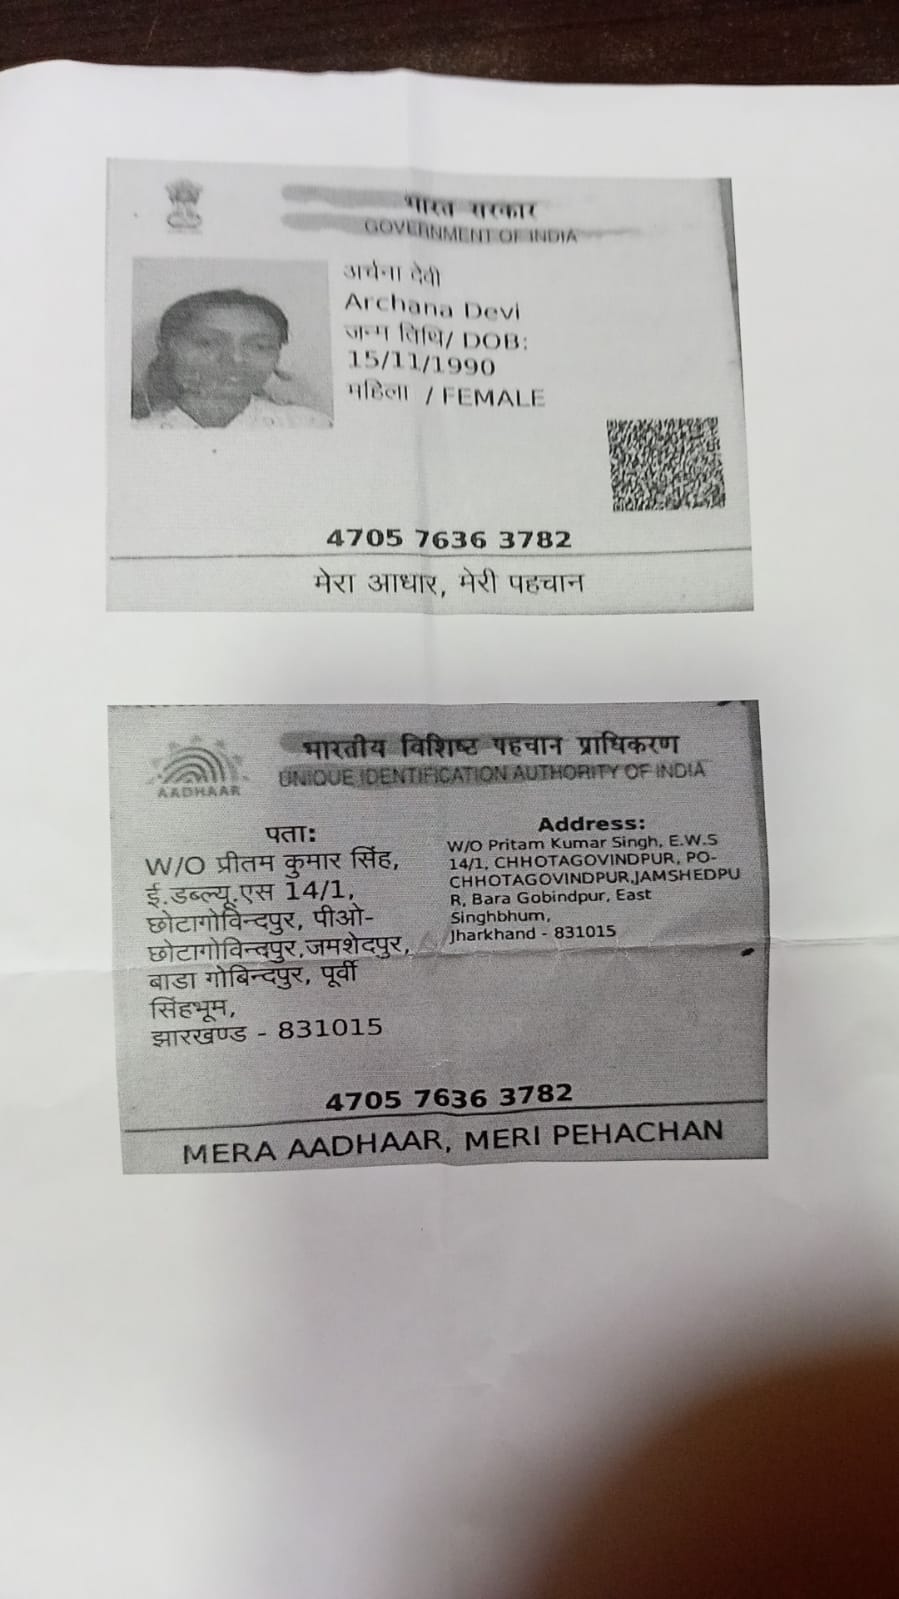 भारत सरकार
GOVERNMENT OF INDIA
अर्चना देवी
Archana Devi
जन्म तिथि/ DOB:
15/11/1990
महिला / FEMALE
4705 7636 3782
मेरा आधार, मेरी पहचान
भारतीय विशिष्ट पहचान प्राधिकरण
UNIQUE IDENTIFICATION AUTHORITY OF INDIA
AADHAAR
पता:
W/O प्रीतम कुमार सिंह,
ई.डब्ल्यू.एस 14/1,
छोटागोविन्दपुर, पीओ-
छोटागोविन्दपुर,जमशेदपुर,
बाडा गोबिन्दपुर, पूर्वी
सिंहभूम,
झारखण्ड - 831015
Address:
W/O Pritam Kumar Singh, E.W.S
14/1, CHHOTAGOVINDPUR, PO-
CHHOTAGOVINDPUR,JAMSHEDPU
R, Bara Gobindpur, East
Singhbhum,
Jharkhand - 831015
4705 7636 3782
MERA AADHAAR, MERI PEHACHAN